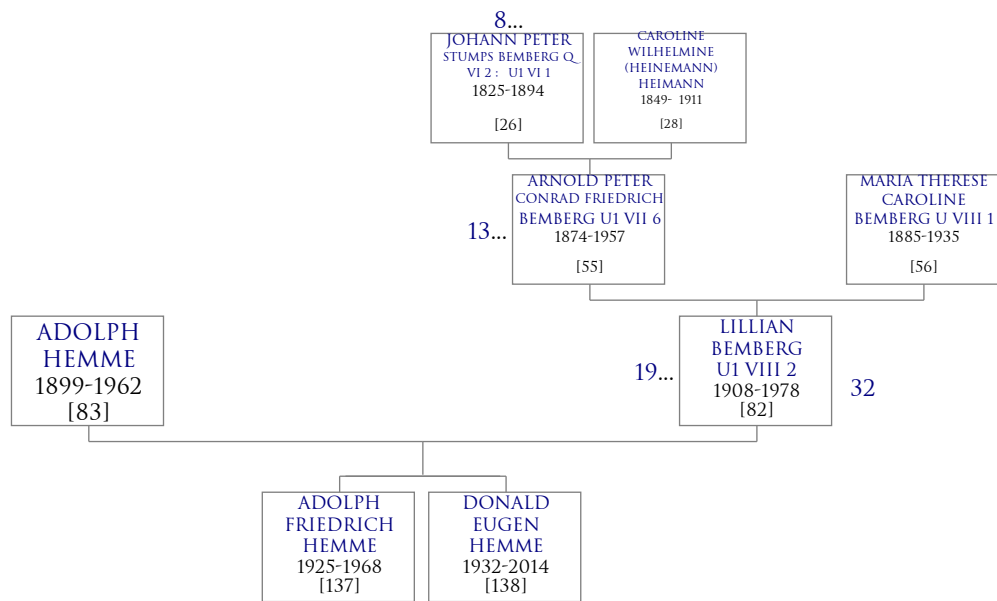 8...
JOHANN PETER
STUMPS BEMBERG Q
VI 2 : U1 VI 1
1825-1894
[26]
CAROLINE
WILHELMINE
(HEINEMANN)
HEIMANN
1849- 1911
[28]
13...
ARNOLD PETER
CONRAD FRIEDRICH
BEMBERG U1 VII 6
1874-1957
[55]
MARIA THERESE
CAROLINE
BEMBERG U VIII 1
1885-1935
[56]
ADOLPH
HEMME
1899-1962
[83]
19...
LILLIAN
BEMBERG
U1 VIII 2
1908-1978
[82]
32
ADOLPH
FRIEDRICH
HEMME
1925-1968
[137]
DONALD
EUGEN
HEMME
1932-2014
[138]